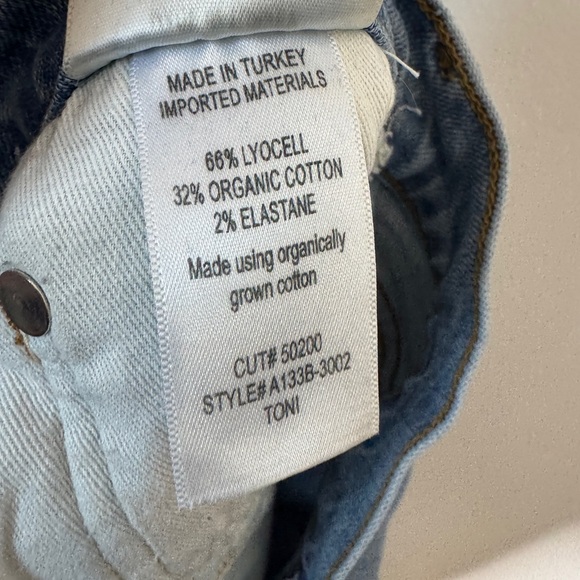 MADE IN TURKEY
IMPORTED MATERIALS
66% LYOCELL
32% ORGANIC COTTON
2% ELASTANE
Made using organically
grown cotton
CUT# 50200
STYLE# A133B-3002
TONI